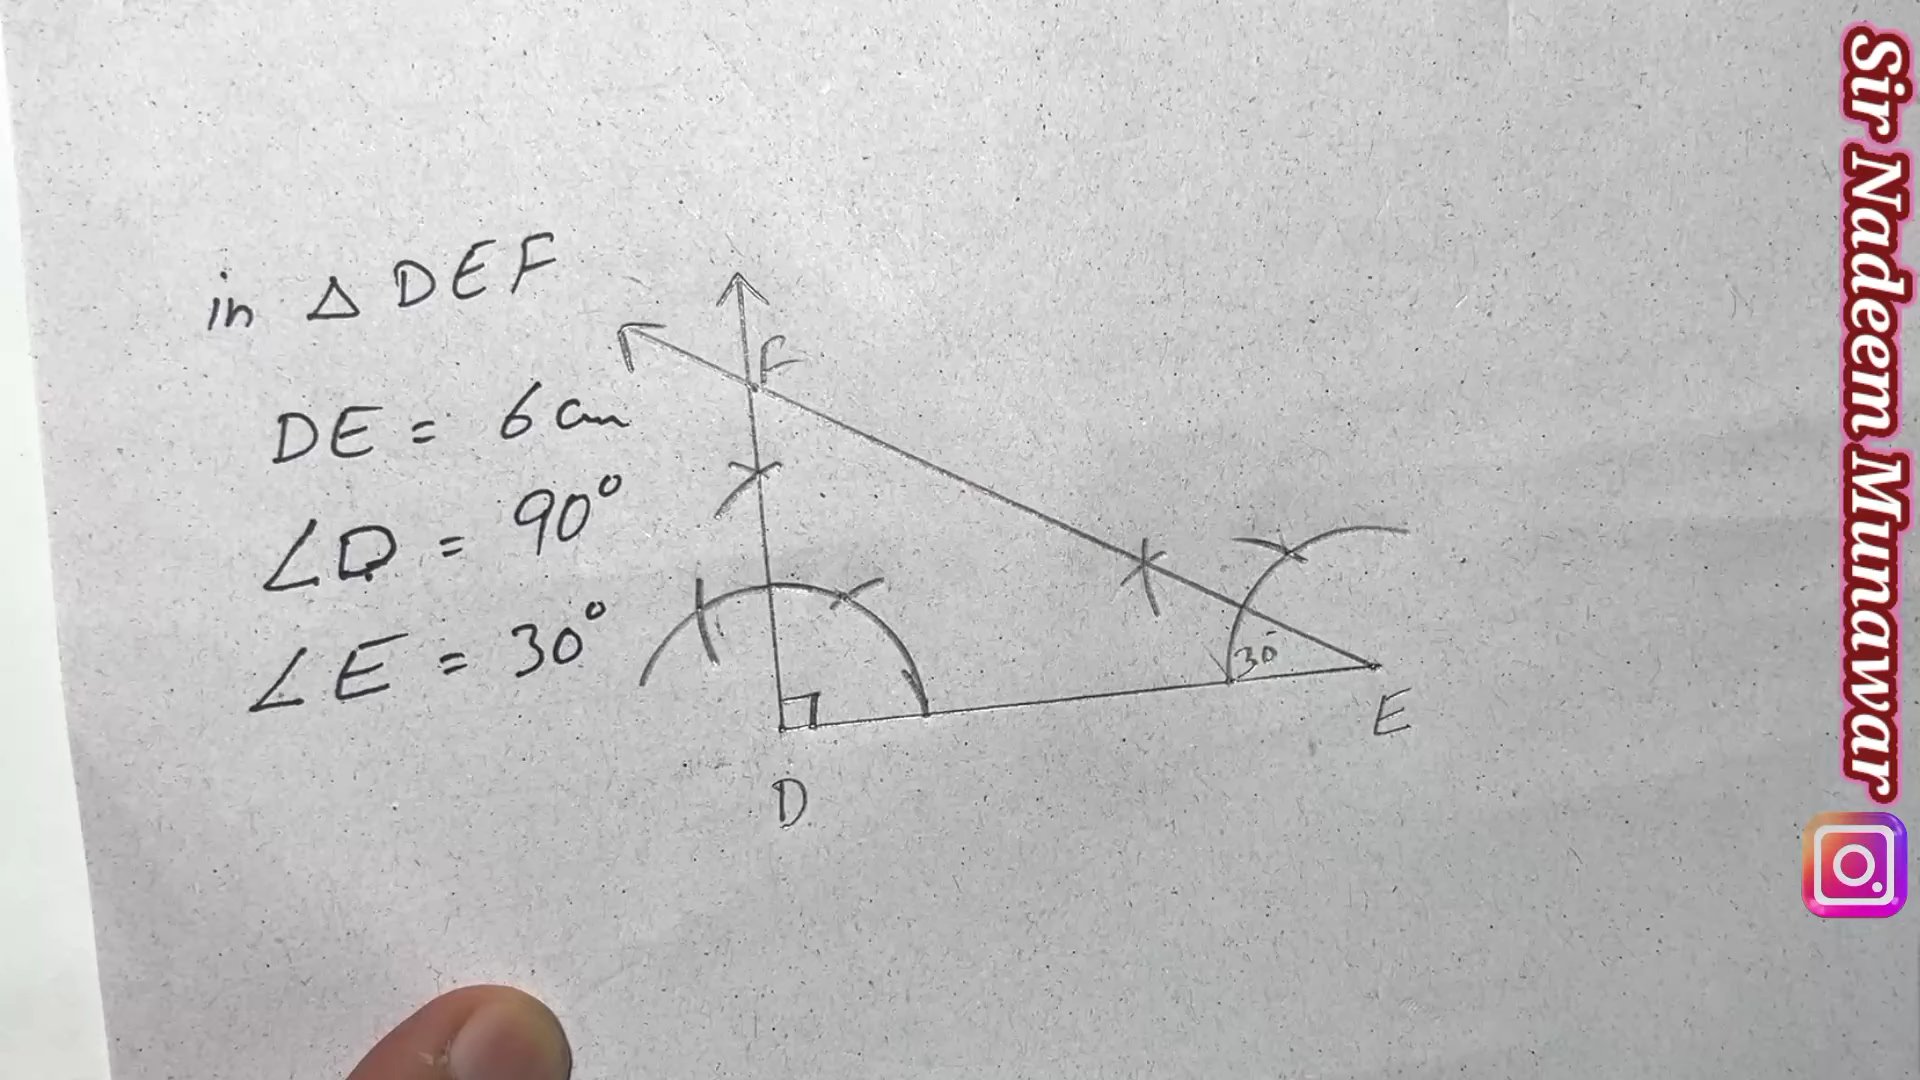 in △ DEF
DE = 6 cm
∠D = 90°
∠E = 30°
F
30°
E
D
Sir Nadeem Munawar